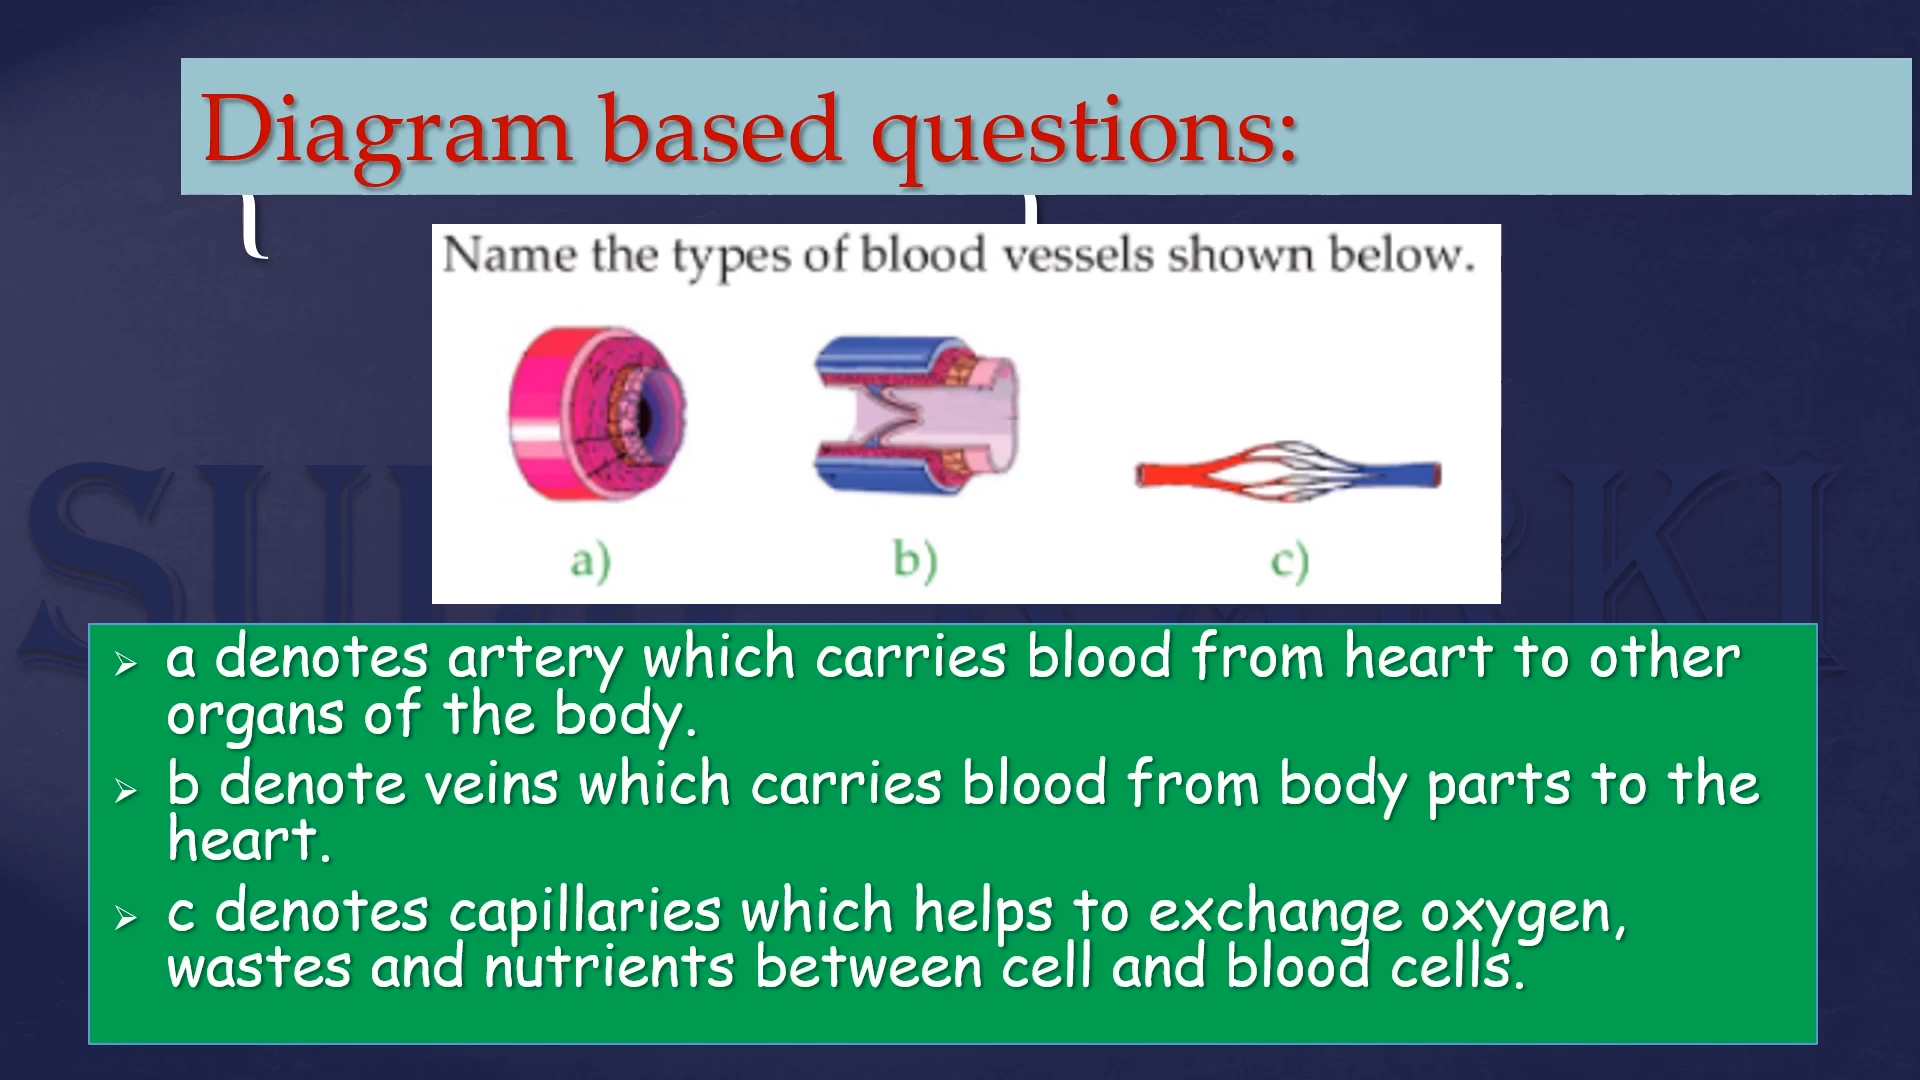 Diagram based questions:
Name the types of blood vessels shown below.
a) b) c)
➢ a denotes artery which carries blood from heart to other
organs of the body.
➢ b denote veins which carries blood from body parts to the
heart.
➢ c denotes capillaries which helps to exchange oxygen,
wastes and nutrients between cell and blood cells.